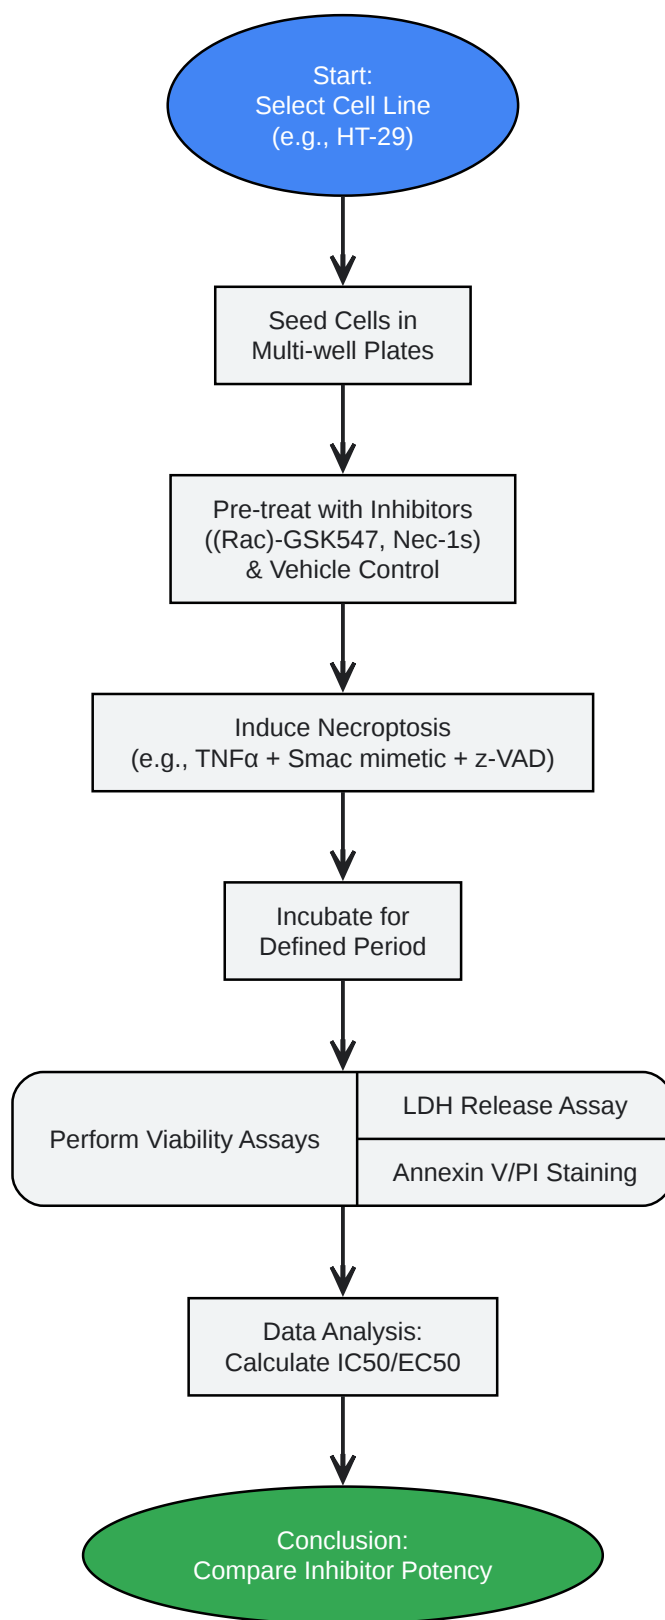 Start:
Select Cell Line
(e.g., HT-29)
Seed Cells in
Multi-well Plates
Pre-treat with Inhibitors
((Rac)-GSK547, Nec-1s)
& Vehicle Control
Induce Necroptosis
(e.g., TNFα + Smac mimetic + z-VAD)
Incubate for
Defined Period
Perform Viability Assays
LDH Release Assay
Annexin V/PI Staining
Data Analysis:
Calculate IC50/EC50
Conclusion:
Compare Inhibitor Potency